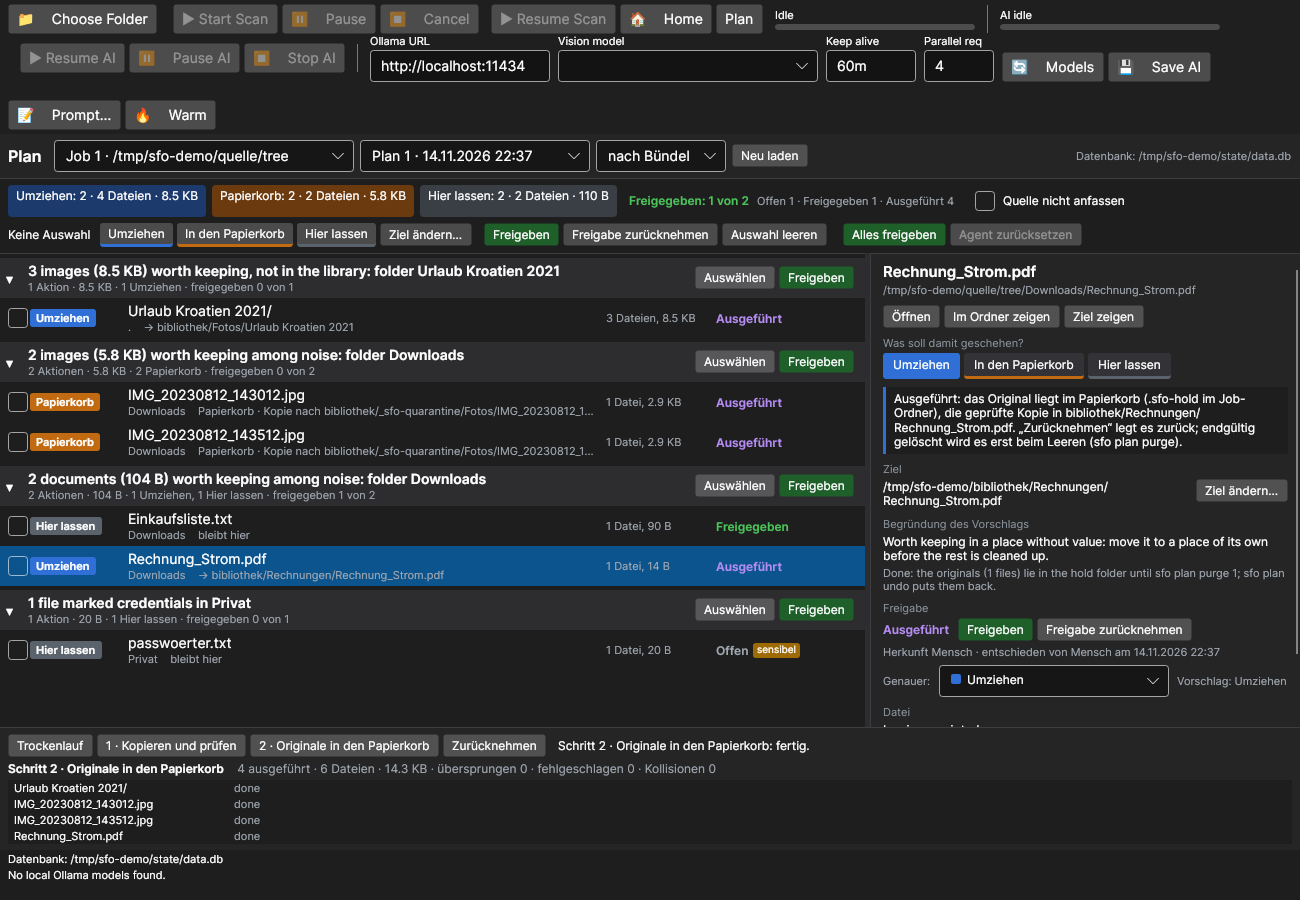 Choose Folder Start Scan Pause Cancel Resume Scan Home Plan Idle AI idle
Resume AI Pause AI Stop AI Ollama URL Vision model Keep alive Parallel req
http://localhost:11434 60m 4 Models Save AI
Prompt... Warm
Plan Job 1 · /tmp/sfo-demo/quelle/tree Plan 1 · 14.11.2026 22:37 nach Bündel Neu laden Datenbank: /tmp/sfo-demo/state/data.db
Umziehen: 2 · 4 Dateien · 8.5 KB Papierkorb: 2 · 2 Dateien · 5.8 KB Hier lassen: 2 · 2 Dateien · 110 B Freigegeben: 1 von 2 Offen 1 · Freigegeben 1 · Ausgeführt 4 Quelle nicht anfassen
Keine Auswahl Umziehen In den Papierkorb Hier lassen Ziel ändern... Freigeben Freigabe zurücknehmen Auswahl leeren Alles freigeben Agent zurücksetzen
3 images (8.5 KB) worth keeping, not in the library: folder Urlaub Kroatien 2021 Auswählen Freigeben
1 Aktion · 8.5 KB · 1 Umziehen · freigegeben 0 von 1
Umziehen Urlaub Kroatien 2021/ 3 Dateien, 8.5 KB Ausgeführt
. → bibliothek/Fotos/Urlaub Kroatien 2021
2 images (5.8 KB) worth keeping among noise: folder Downloads Auswählen Freigeben
2 Aktionen · 5.8 KB · 2 Papierkorb · freigegeben 0 von 2
Papierkorb IMG_20230812_143012.jpg 1 Datei, 2.9 KB Ausgeführt
Downloads Papierkorb · Kopie nach bibliothek/_sfo-quarantine/Fotos/IMG_20230812_1...
Papierkorb IMG_20230812_143512.jpg 1 Datei, 2.9 KB Ausgeführt
Downloads Papierkorb · Kopie nach bibliothek/_sfo-quarantine/Fotos/IMG_20230812_1...
2 documents (104 B) worth keeping among noise: folder Downloads Auswählen Freigeben
2 Aktionen · 104 B · 1 Umziehen, 1 Hier lassen · freigegeben 1 von 2
Hier lassen Einkaufsliste.txt 1 Datei, 90 B Freigegeben
Downloads bleibt hier
Umziehen Rechnung_Strom.pdf 1 Datei, 14 B Ausgeführt
Downloads → bibliothek/Rechnungen/Rechnung_Strom.pdf
1 file marked credentials in Privat Auswählen Freigeben
1 Aktion · 20 B · 1 Hier lassen · freigegeben 0 von 1
Hier lassen passwoerter.txt 1 Datei, 20 B Offen sensibel
Privat bleibt hier
Rechnung_Strom.pdf
/tmp/sfo-demo/quelle/tree/Downloads/Rechnung_Strom.pdf
Öffnen Im Ordner zeigen Ziel zeigen
Was soll damit geschehen?
Umziehen In den Papierkorb Hier lassen
Ausgeführt: das Original liegt im Papierkorb (.sfo-hold im Job-
Ordner), die geprüfte Kopie in bibliothek/Rechnungen/
Rechnung_Strom.pdf. „Zurücknehmen“ legt es zurück; endgültig
gelöscht wird es erst beim Leeren (sfo plan purge).
Ziel
/tmp/sfo-demo/bibliothek/Rechnungen/
Rechnung_Strom.pdf Ziel ändern...
Begründung des Vorschlags
Worth keeping in a place without value: move it to a place of its own
before the rest is cleaned up.
Done: the originals (1 files) lie in the hold folder until sfo plan purge 1; sfo plan
undo puts them back.
Freigabe
Ausgeführt Freigeben Freigabe zurücknehmen
Herkunft Mensch · entschieden von Mensch am 14.11.2026 22:37
Genauer: Umziehen Vorschlag: Umziehen
Datei
Trockenlauf 1 · Kopieren und prüfen 2 · Originale in den Papierkorb Zurücknehmen Schritt 2 · Originale in den Papierkorb: fertig.
Schritt 2 · Originale in den Papierkorb 4 ausgeführt · 6 Dateien · 14.3 KB · übersprungen 0 · fehlgeschlagen 0 · Kollisionen 0
Urlaub Kroatien 2021/ done
IMG_20230812_143012.jpg done
IMG_20230812_143512.jpg done
Rechnung_Strom.pdf done
Datenbank: /tmp/sfo-demo/state/data.db
No local Ollama models found.